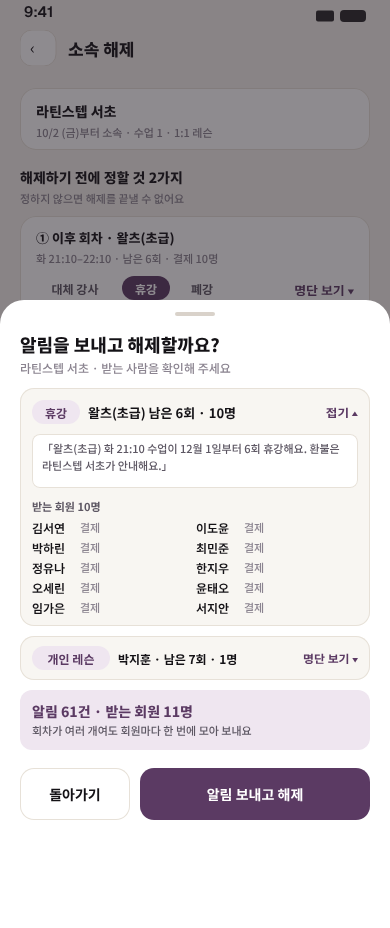 9:41
‹ 소속 해제
라틴스텝 서초
10/2 (금)부터 소속 · 수업 1 · 1:1 레슨
해제하기 전에 정할 것 2가지
정하지 않으면 해제를 끝낼 수 없어요
① 이후 회차 · 왈츠(초급)
화 21:10–22:10 · 남은 6회 · 결제 10명
대체 강사 휴강 폐강 명단 보기 ▾
알림을 보내고 해제할까요?
라틴스텝 서초 · 받는 사람을 확인해 주세요
휴강 왈츠(초급) 남은 6회 · 10명 접기 ▴
「왈츠(초급) 화 21:10 수업이 12월 1일부터 6회 휴강해요. 환불은
라틴스텝 서초가 안내해요.」
받는 회원 10명
김서연 결제 이도윤 결제
박하린 결제 최민준 결제
정유나 결제 한지우 결제
오세린 결제 윤태오 결제
임가은 결제 서지안 결제
개인 레슨 박지훈 · 남은 7회 · 1명 명단 보기 ▾
알림 61건 · 받는 회원 11명
회차가 여러 개여도 회원마다 한 번에 모아 보내요
돌아가기 알림 보내고 해제